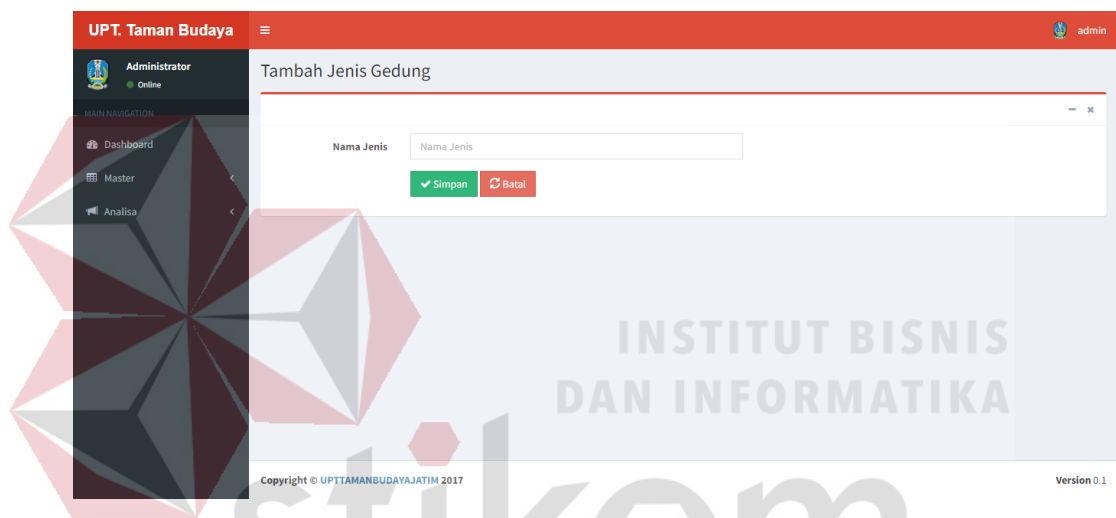 UPT. Taman Budaya
admin
Administrator
Online
Tambah Jenis Gedung
MAIN NAVIGATION
Dashboard
Nama Jenis
Nama Jenis
Master
Simpan
Batal
Analisa
INSTITUT BISNIS
DAN INFORMATIKA
stikom
Copyright © UPTTAMANBUDAYAJATIM 2017
Version 0.1